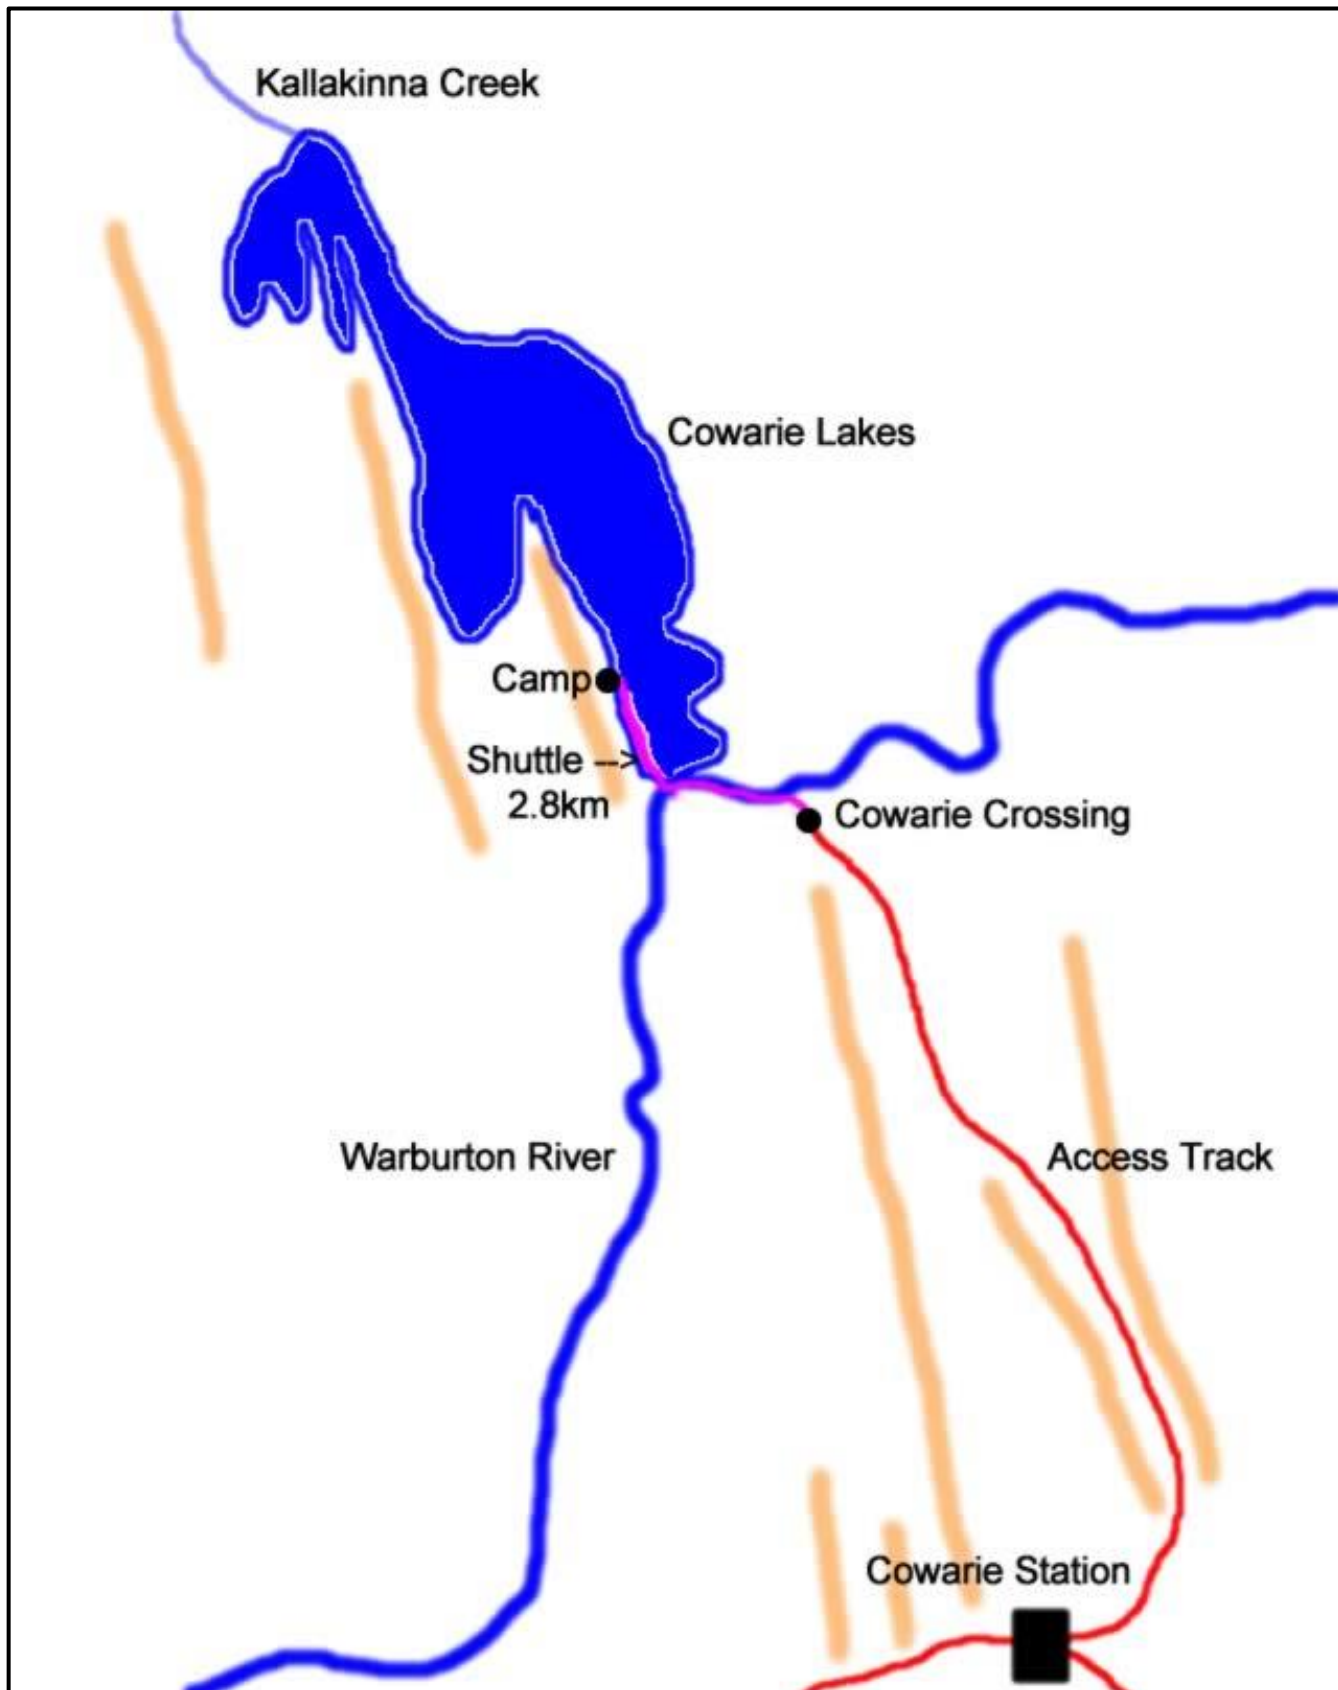 Kallakinna Creek
Cowarie Lakes
Camp
Shuttle -->
2.8km
Cowarie Crossing
Warburton River
Access Track
Cowarie Station